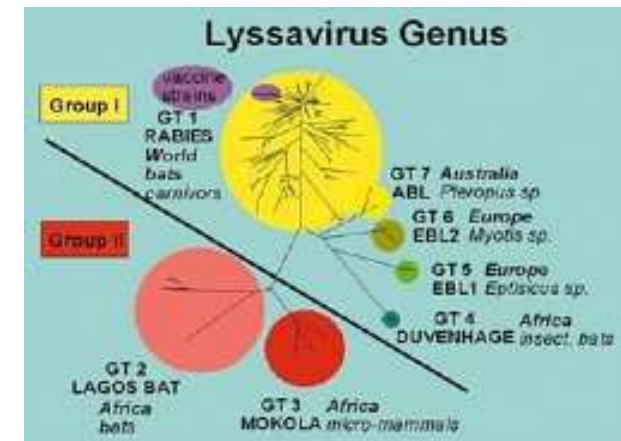 Lyssavirus Genus
vaccine
strains
Group I
GT 1
RABIES
World
bats
carnivors
GT 7 Australia
ABL Pteropus sp
GT 6 Europe
EBL2 Myotis sp.
Group II
GT 5 Europe
EBL1 Eptisicus sp.
GT 4 Africa
DUVENHAGE insect. bats
GT 2
LAGOS BAT
Africa
bats
GT 3 Africa
MOKOLA micro-mammals